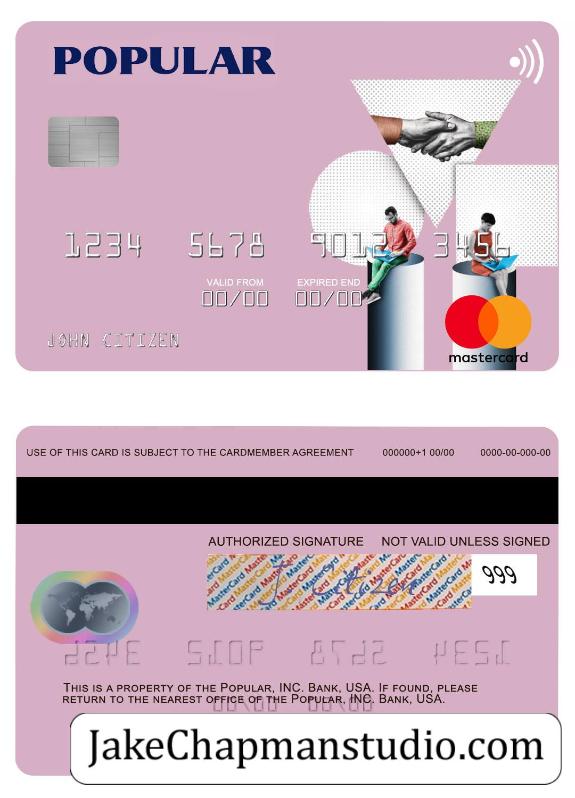 POPULAR
1234 5678 9012 3456
VALID FROM EXPIRED END
00/00 00/00
JOHN CITIZEN
mastercard
USE OF THIS CARD IS SUBJECT TO THE CARDMEMBER AGREEMENT 000000+1 00/00 0000-00-000-00
AUTHORIZED SIGNATURE NOT VALID UNLESS SIGNED
MasterCard MasterCard MasterCard
999
THIS IS A PROPERTY OF THE POPULAR, INC. BANK, USA. IF FOUND, PLEASE
RETURN TO THE NEAREST OFFICE OF THE POPULAR, INC. BANK, USA.
JakeChapmanstudio.com